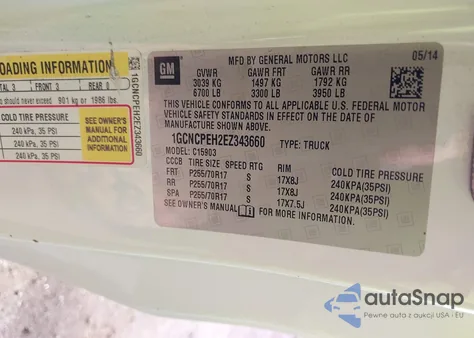 LOADING INFORMATION
TOTAL 3 FRONT 3 REAR 0
should never exceed 901 kg or 1986 lbs.
COLD TIRE PRESSURE
240 kPa, 35 PSI
240 kPa, 35 PSI
240 kPa, 35 PSI
SEE OWNER'S
MANUAL FOR
ADDITIONAL
INFORMATION
1GCNCPEH2EZ343660
GM
MFD BY GENERAL MOTORS LLC 05/14
GVWR GAWR FRT GAWR RR
3039 KG 1497 KG 1792 KG
6700 LB 3300 LB 3950 LB
THIS VEHICLE CONFORMS TO ALL APPLICABLE U.S. FEDERAL MOTOR
VEHICLE SAFETY STANDARDS IN EFFECT ON THE DATE OF
MANUFACTURE SHOWN ABOVE.
1GCNCPEH2EZ343660 TYPE: TRUCK
MODEL: C15903
CCCB TIRE SIZE SPEED RTG RIM COLD TIRE PRESSURE
FRT P255/70R17 S 17X8J 240KPA(35PSI)
RR P255/70R17 S 17X8J 240KPA(35PSI)
SPA P255/70R17 S 17X7.5J 240KPA(35PSI)
SEE OWNER'S MANUAL FOR MORE INFORMATION.
autoSnap
Pewne auta z aukcji USA i EU